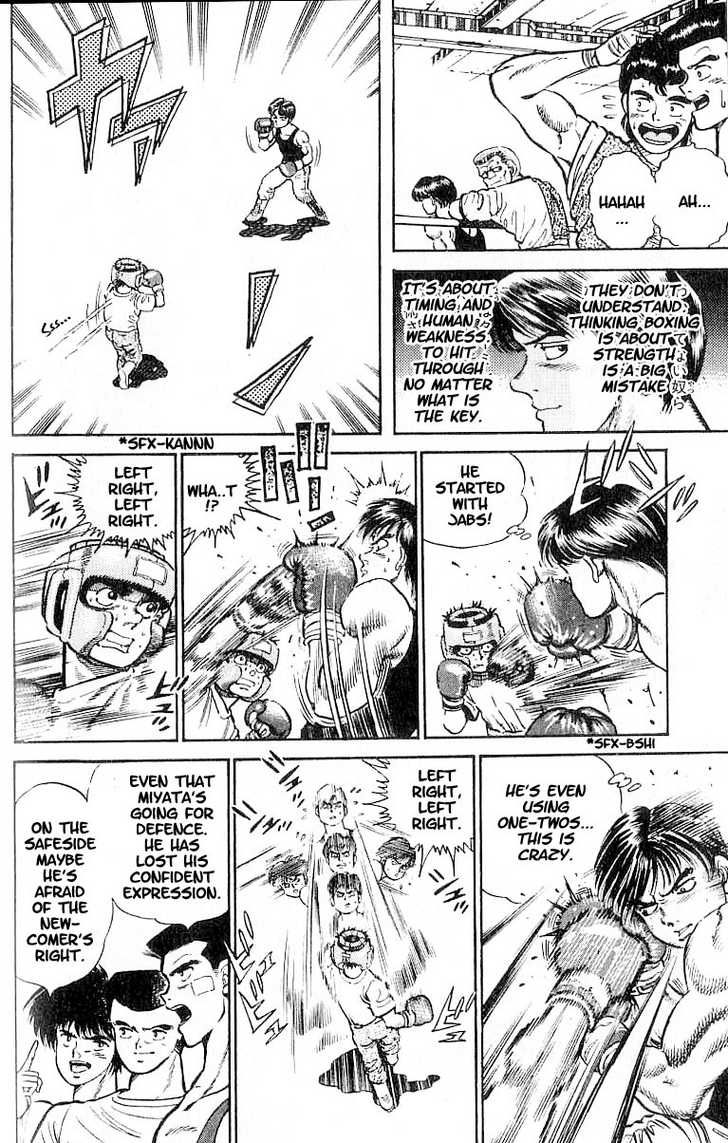 AH...
HAHAH
...
THEY DON'T
UNDERSTAND
THINKING BOXING
IS ABOUT
STRENGTH
IS A BIG
MISTAKE
IT'S ABOUT
TIMING AND
HUMAN
WEAKNESS.
TO HIT
THROUGH
NO MATTER
WHAT IS
THE KEY.
SSS...
*SFX-KANNN
HE
STARTED
WITH
JABS!
*SFX-BSHI
WHA..T
!?
LEFT
RIGHT,
LEFT
RIGHT.
HE'S EVEN
USING
ONE-TWOS...
THIS IS
CRAZY.
LEFT
RIGHT,
LEFT
RIGHT.
EVEN THAT
MIYATA'S
GOING FOR
DEFENCE.
HE HAS
LOST HIS
CONFIDENT
EXPRESSION.
ON THE
SAFESIDE
MAYBE
HE'S
AFRAID
OF THE
NEW-
COMER'S
RIGHT.